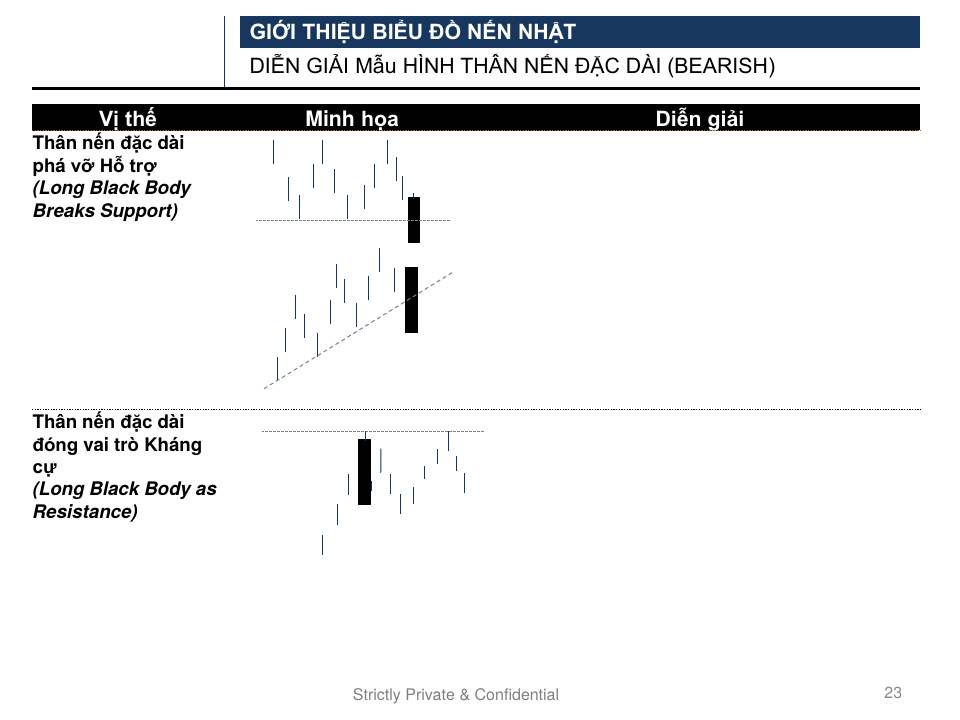 GIỚI THIỆU BIỂU ĐỒ NẾN NHẬT
DIỄN GIẢI Mẫu HÌNH THÂN NẾN ĐẶC DÀI (BEARISH)
Vị thế Minh họa Diễn giải
Thân nến đặc dài
phá vỡ Hỗ trợ
(Long Black Body
Breaks Support)
Thân nến đặc dài
đóng vai trò Kháng
cự
(Long Black Body as
Resistance)
Strictly Private & Confidential
23